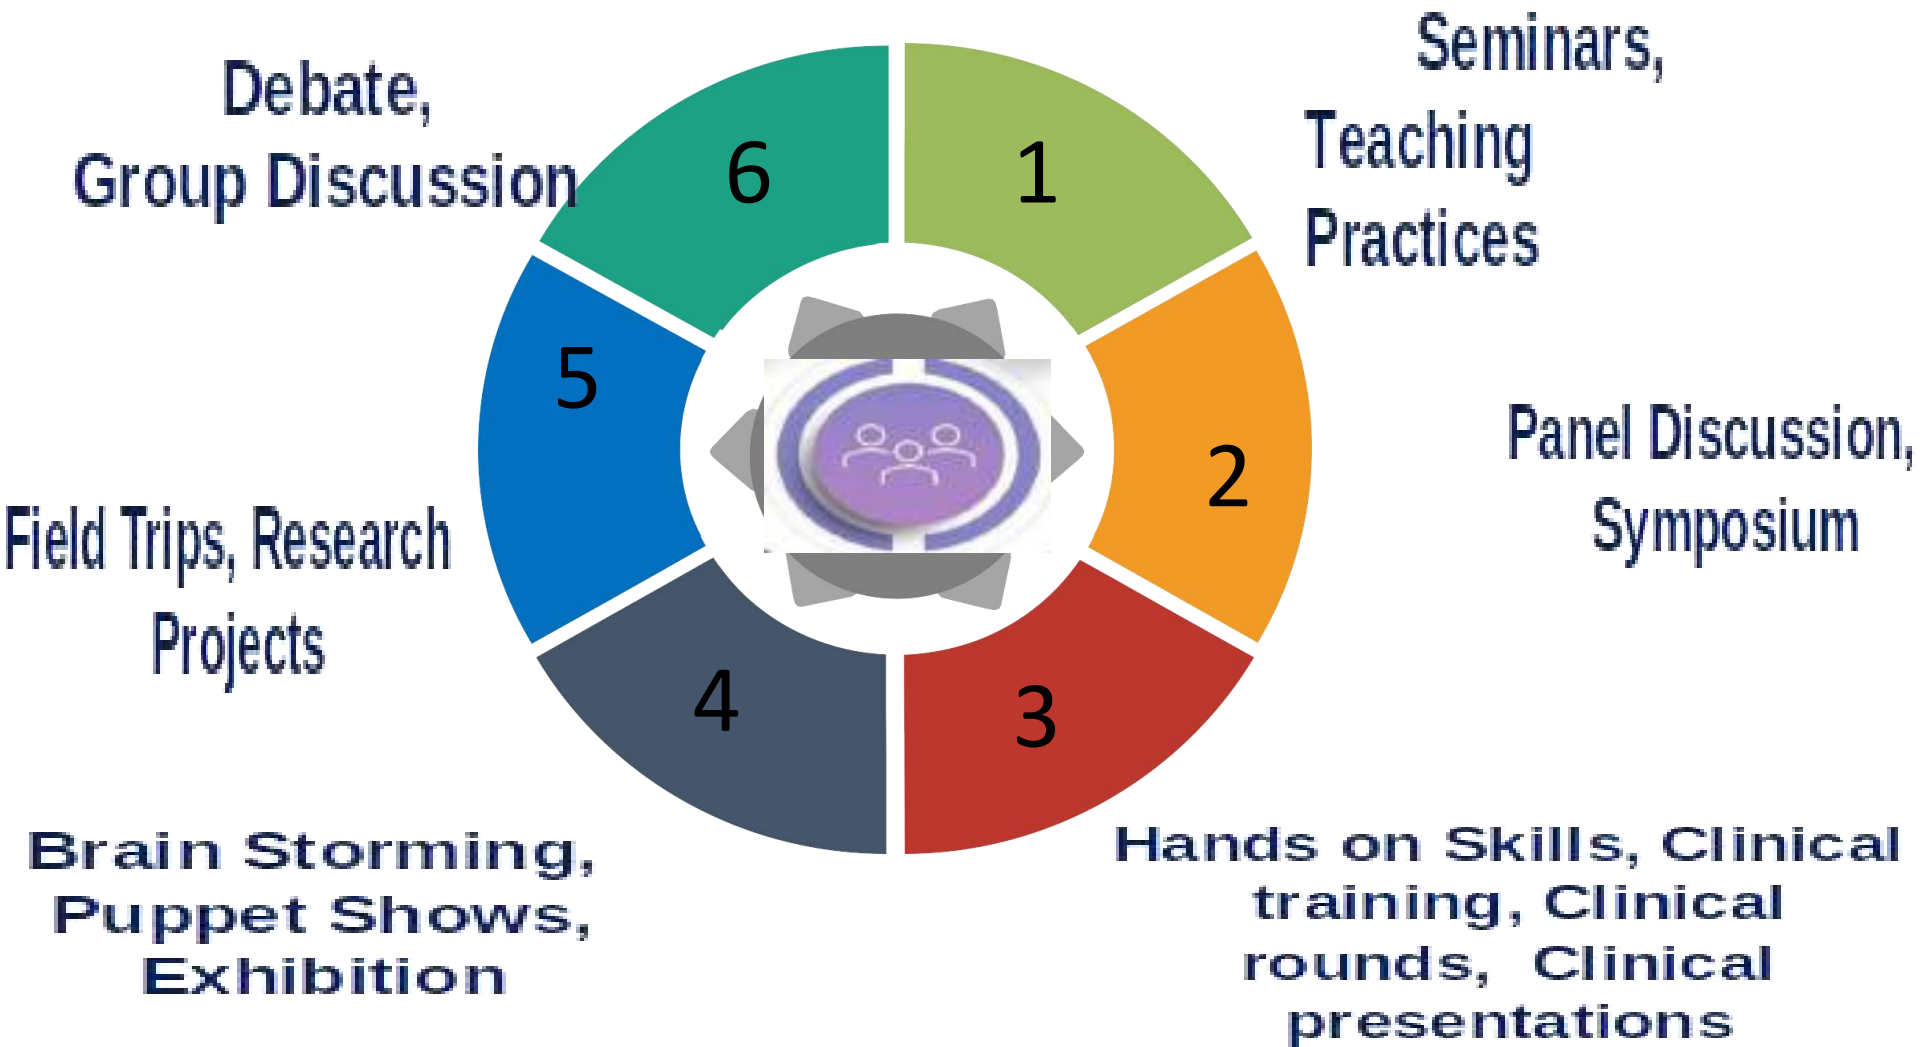 Seminars,
Teaching
Practices
1
Panel Discussion,
Symposium
2
Hands on Skills, Clinical
training, Clinical
rounds, Clinical
presentations
3
Brain Storming,
Puppet Shows,
Exhibition
4
Field Trips, Research
Projects
5
Debate,
Group Discussion
6